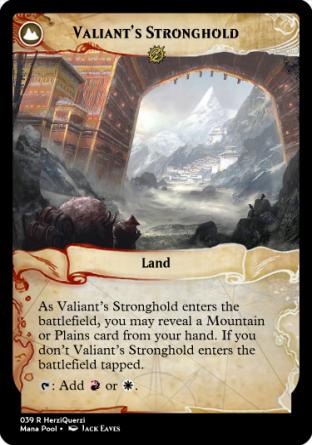 Valiant's Stronghold
Land
As Valiant's Stronghold enters the
battlefield, you may reveal a Mountain
or Plains card from your hand. If you
don't Valiant's Stronghold enters the
battlefield tapped.
: Add or .
039 R HerziQuerzi
Mana Pool • Jack Eaves